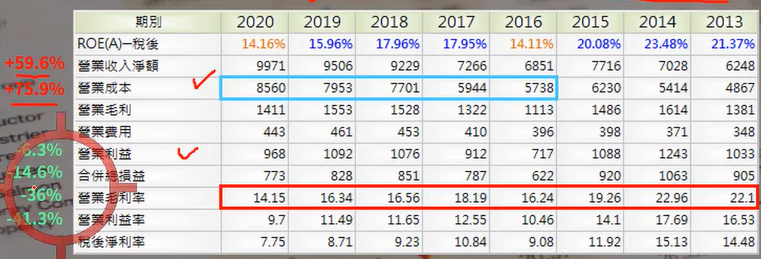 期別 2020 2019 2018 2017 2016 2015 2014 2013
ROE(A)─稅後 14.16% 15.96% 17.96% 17.95% 14.11% 20.08% 23.48% 21.37%
+59.6% 營業收入淨額 9971 9506 9229 7266 6851 7716 7028 6248
+75.9% 營業成本 8560 7953 7701 5944 5738 6230 5414 4867
營業毛利 1411 1553 1528 1322 1113 1486 1614 1381
營業費用 443 461 453 410 396 398 371 348
營業利益 968 1092 1076 912 717 1088 1243 1033
-14.6% 合併總損益 773 828 851 787 622 920 1063 905
-36% 營業毛利率 14.15 16.34 16.56 18.19 16.24 19.26 22.96 22.1
-41.3% 營業利益率 9.7 11.49 11.65 12.55 10.46 14.1 17.69 16.53
稅後淨利率 7.75 8.71 9.23 10.84 9.08 11.92 15.13 14.48